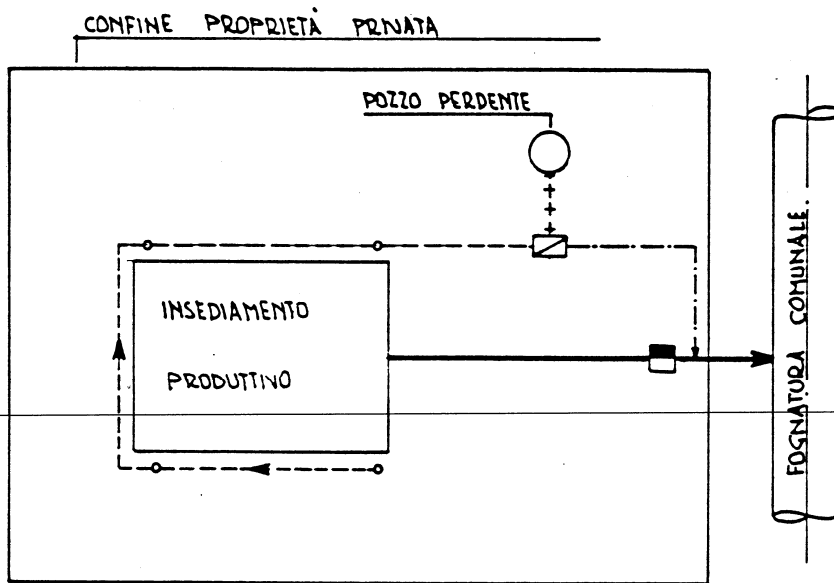 CONFINE PROPRIETÀ PRIVATA
POZZO PERDENTE
INSEDIAMENTO
PRODUTTIVO
FOGNATURA COMUNALE